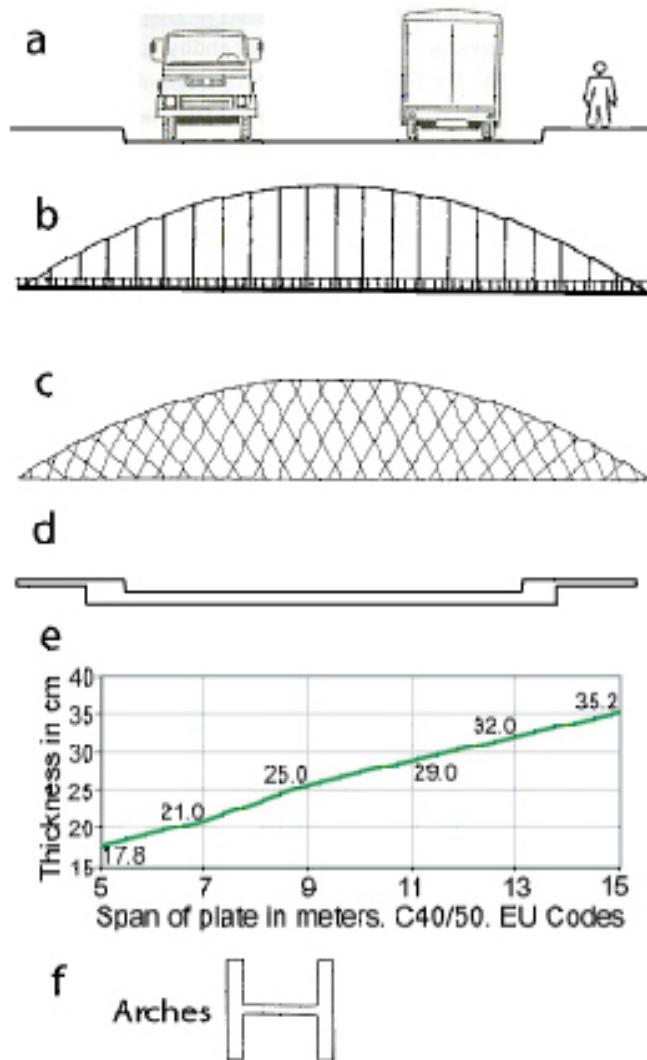 a
b
c
d
e
Thickness in cm
40
35
30
25
20
15
17.8
21.0
25.0
29.0
32.0
35.2
5 7 9 11 13 15
Span of plate in meters. C40/50. EU Codes
f
Arches